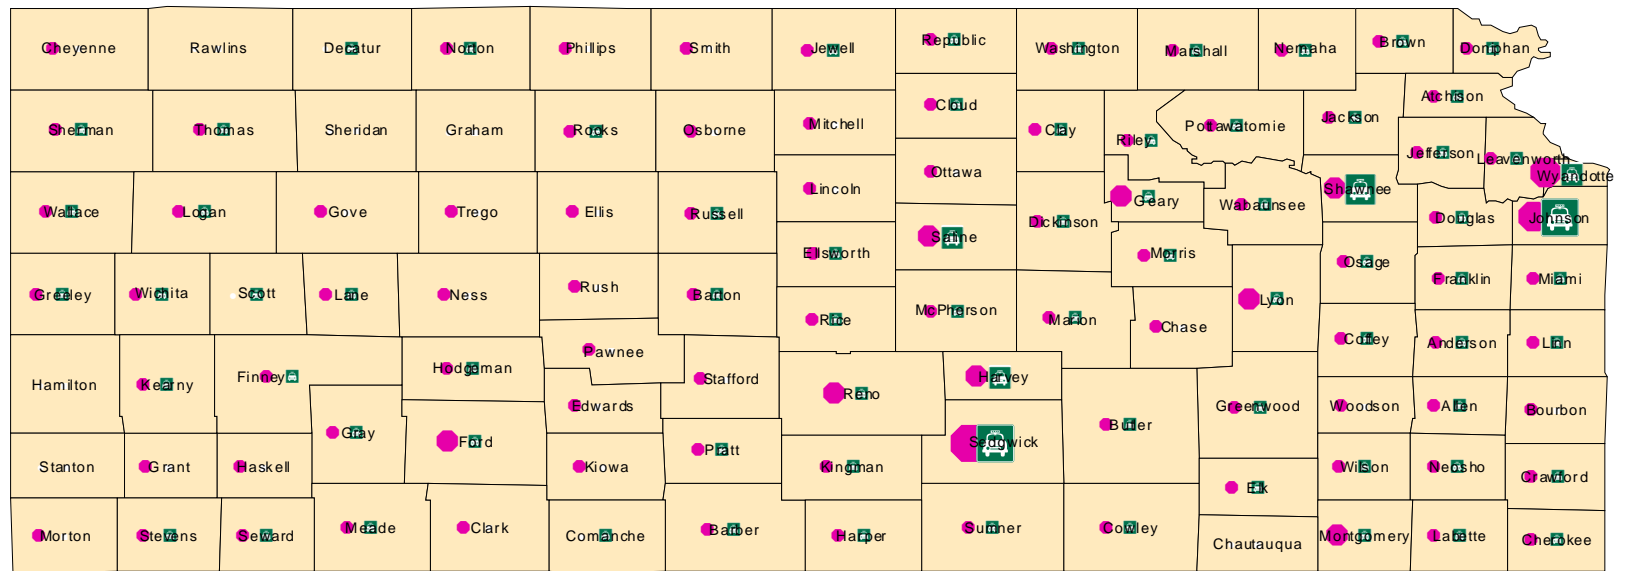 Cheyenne
Rawlins
Decatur
Norton
Phillips
Smith
Jewell
Republic
Washington
Marshall
Nemaha
Brown
Doniphan
Sherman
Thomas
Sheridan
Graham
Rooks
Osborne
Mitchell
Cloud
Clay
Riley
Pottawatomie
Jackson
Atchison
Jefferson
Leavenworth
Wyandotte
Wallace
Logan
Gove
Trego
Ellis
Russell
Lincoln
Ottawa
Saline
Dickinson
Geary
Wabaunsee
Shawnee
Douglas
Johnson
Ellsworth
Morris
Osage
Franklin
Miami
Greeley
Wichita
Scott
Lane
Ness
Rush
Barton
Rice
McPherson
Marion
Chase
Lyon
Coffey
Anderson
Linn
Hamilton
Kearny
Finney
Hodgeman
Pawnee
Stafford
Reno
Harvey
Edwards
Gray
Ford
Sedgwick
Butler
Greenwood
Woodson
Allen
Bourbon
Stanton
Grant
Haskell
Kiowa
Pratt
Kingman
Elk
Wilson
Neosho
Crawford
Morton
Stevens
Seward
Meade
Clark
Comanche
Barber
Harper
Sumner
Cowley
Chautauqua
Montgomery
Labette
Cherokee